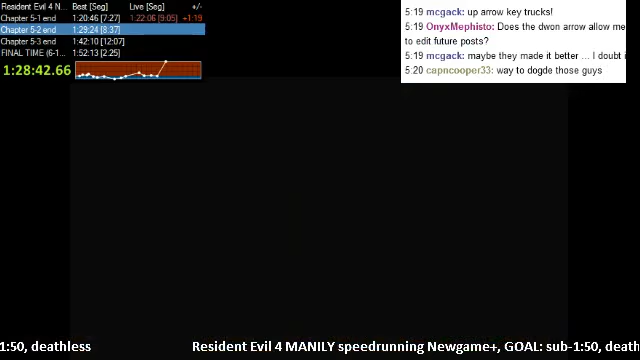 Resident Evil 4 N... Best [Seg] Live [Seg] +/-
Chapter 5-1 end 1:20:46 [7:27] 1:22:06 [9:05] +1:19
Chapter 5-2 end 1:29:24 [8:37]
Chapter 5-3 end 1:42:10 [12:07]
FINAL TIME (6-1... 1:52:13 [2:25]
1:28:42.66
5:19 mcgack: up arrow key trucks!
5:19 OnyxMephisto: Does the dwon arrow allow me
to edit future posts?
5:19 mcgack: maybe they made it better ... I doubt i
5:20 capncooper33: way to dogde those guys
1:50, deathless Resident Evil 4 MANILY speedrunning Newgame+, GOAL: sub-1:50, death